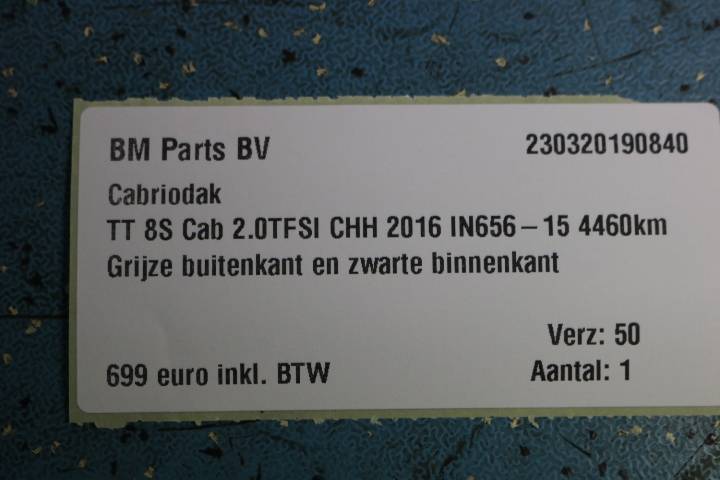 BM Parts BV 230320190840
Cabriodak
TT 8S Cab 2.0TFSI CHH 2016 IN656-15 4460km
Grijze buitenkant en zwarte binnenkant
Verz: 50
699 euro inkl. BTW Aantal: 1